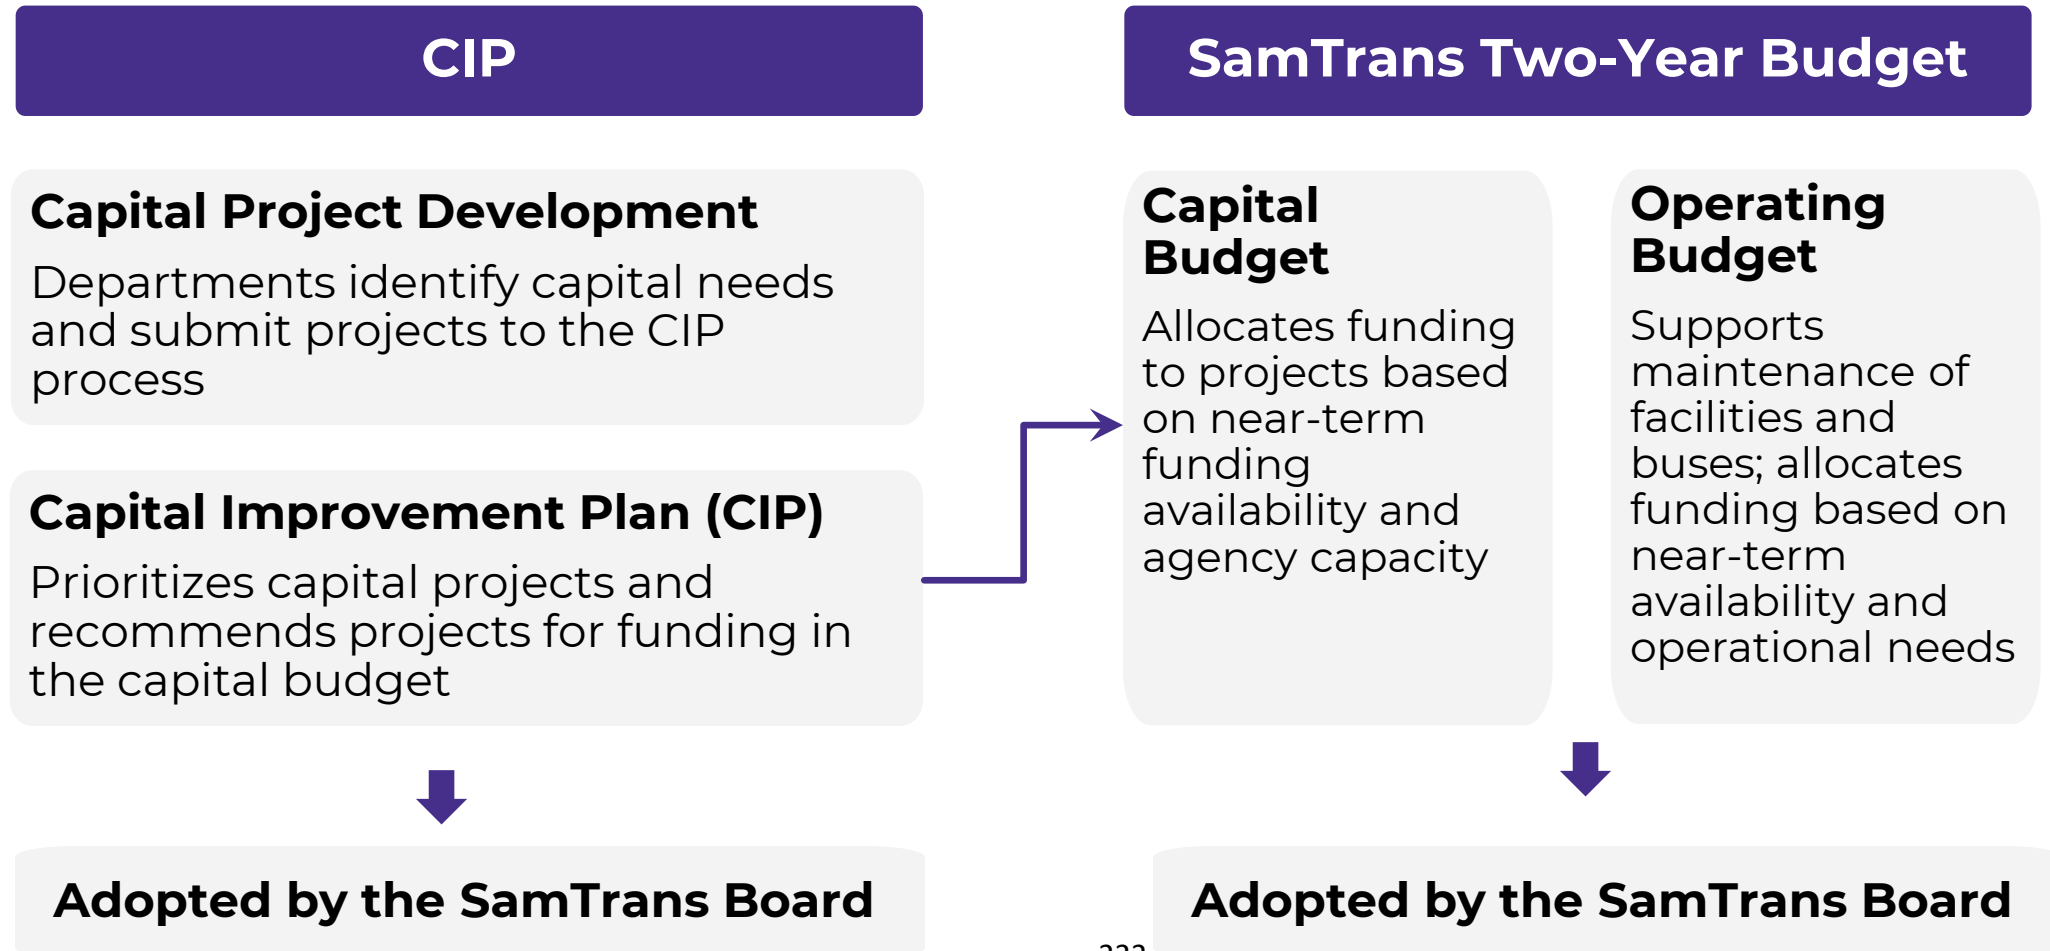 CIP
SamTrans Two-Year Budget
Capital Project Development
Departments identify capital needs
and submit projects to the CIP
process
Capital Improvement Plan (CIP)
Prioritizes capital projects and
recommends projects for funding in
the capital budget
Adopted by the SamTrans Board
Capital
Budget
Allocates funding
to projects based
on near-term
funding
availability and
agency capacity
Operating
Budget
Supports
maintenance of
facilities and
buses; allocates
funding based on
near-term
availability and
operational needs
Adopted by the SamTrans Board